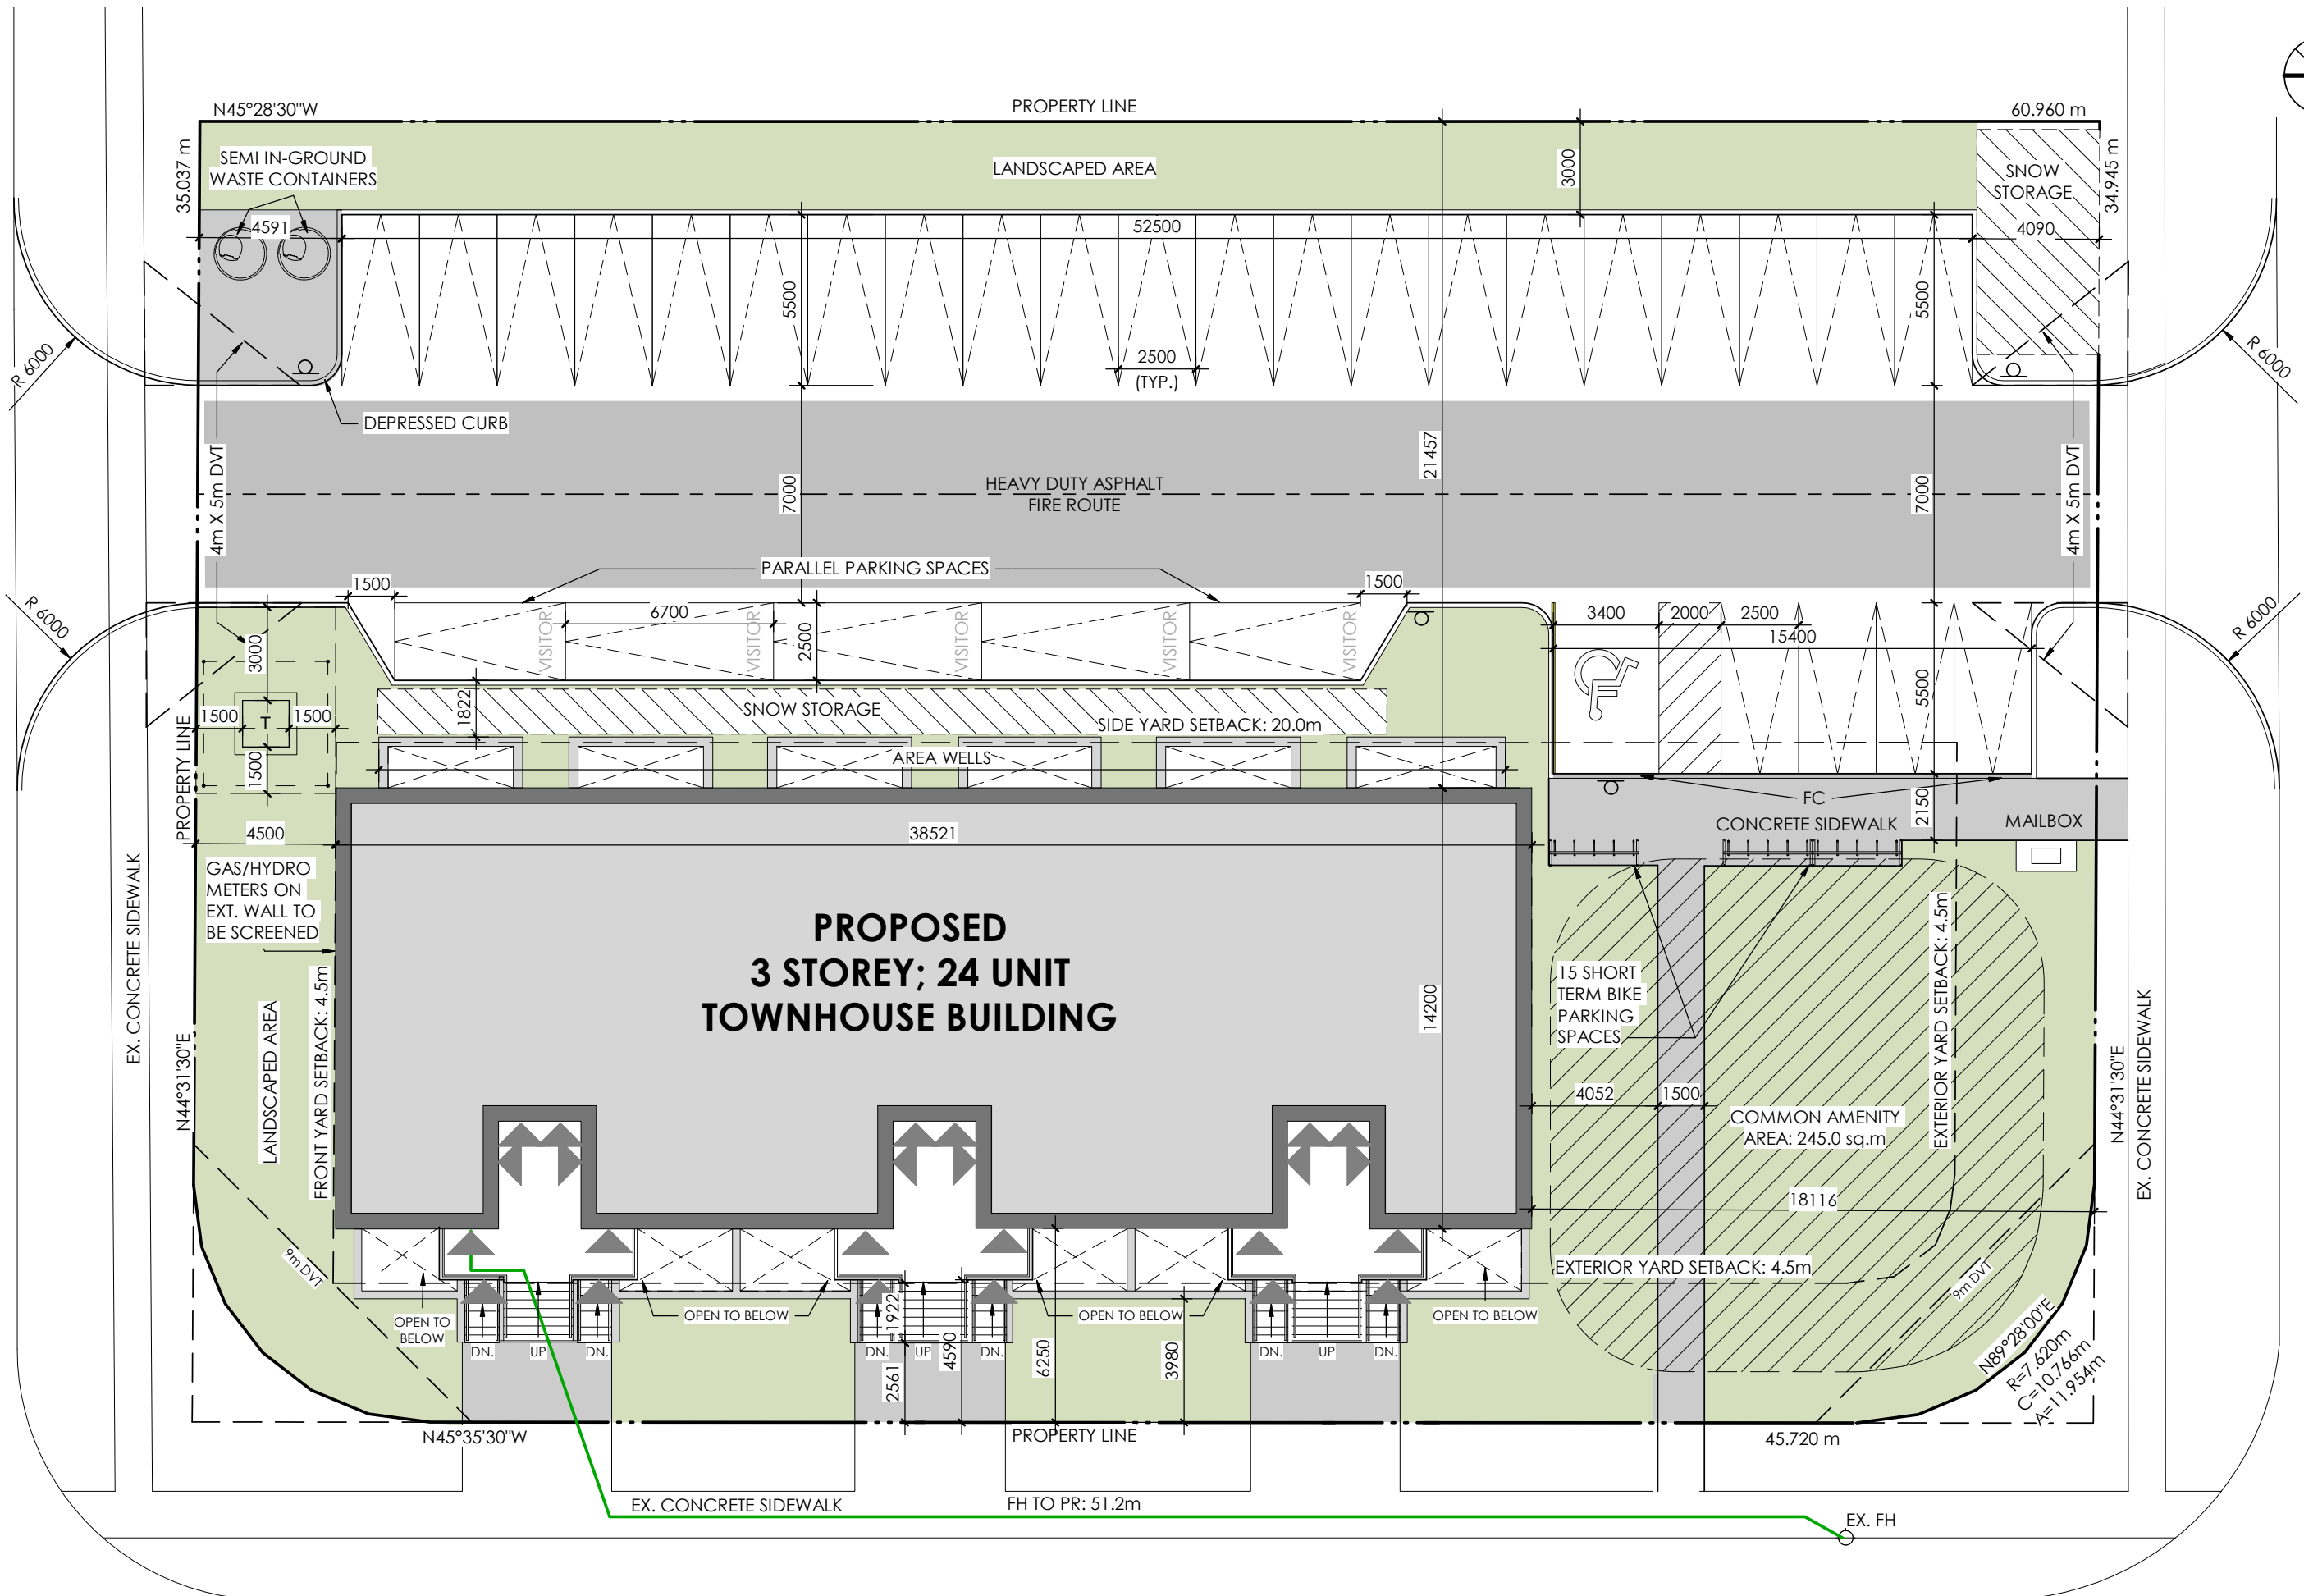 N45°28'30"W
PROPERTY LINE
60.960 m
35.037 m
SEMI IN-GROUND
WASTE CONTAINERS
LANDSCAPED AREA
3000
SNOW
STORAGE
34.945 m
4591
52500
4090
5500
5500
2500
(TYP.)
R 6000
R 6000
DEPRESSED CURB
4m X 5m DVT
7000
HEAVY DUTY ASPHALT
FIRE ROUTE
21457
7000
4m X 5m DVT
1500
PARALLEL PARKING SPACES
1500
R 6000
R 6000
6700
2500
VISITOR
VISITOR
VISITOR
VISITOR
3400
2000
2500
15400
5500
3000
1500
T
1500
1500
1822
SNOW STORAGE
SIDE YARD SETBACK: 20.0m
AREA WELLS
PROPERTY LINE
FC
2150
CONCRETE SIDEWALK
MAILBOX
4500
38521
EX. CONCRETE SIDEWALK
GAS/HYDRO
METERS ON
EXT. WALL TO
BE SCREENED
PROPOSED
3 STOREY; 24 UNIT
TOWNHOUSE BUILDING
14200
15 SHORT
TERM BIKE
PARKING
SPACES
EXTERIOR YARD SETBACK: 4.5m
N44°31'30"E
LANDSCAPED AREA
FRONT YARD SETBACK: 4.5m
4052
1500
COMMON AMENITY
AREA: 245.0 sq.m
N44°31'30"E
EX. CONCRETE SIDEWALK
18116
9m DVT
EXTERIOR YARD SETBACK: 4.5m
9m DVT
OPEN TO
BELOW
OPEN TO BELOW
OPEN TO BELOW
OPEN TO BELOW
DN.
UP
DN.
DN.
UP
DN.
DN.
UP
DN.
1922
2561
4590
6250
3980
N89°28'00"E
R=7.620m
C=10.766m
A=11.954m
N45°35'30"W
PROPERTY LINE
45.720 m
EX. CONCRETE SIDEWALK
FH TO PR: 51.2m
EX. FH